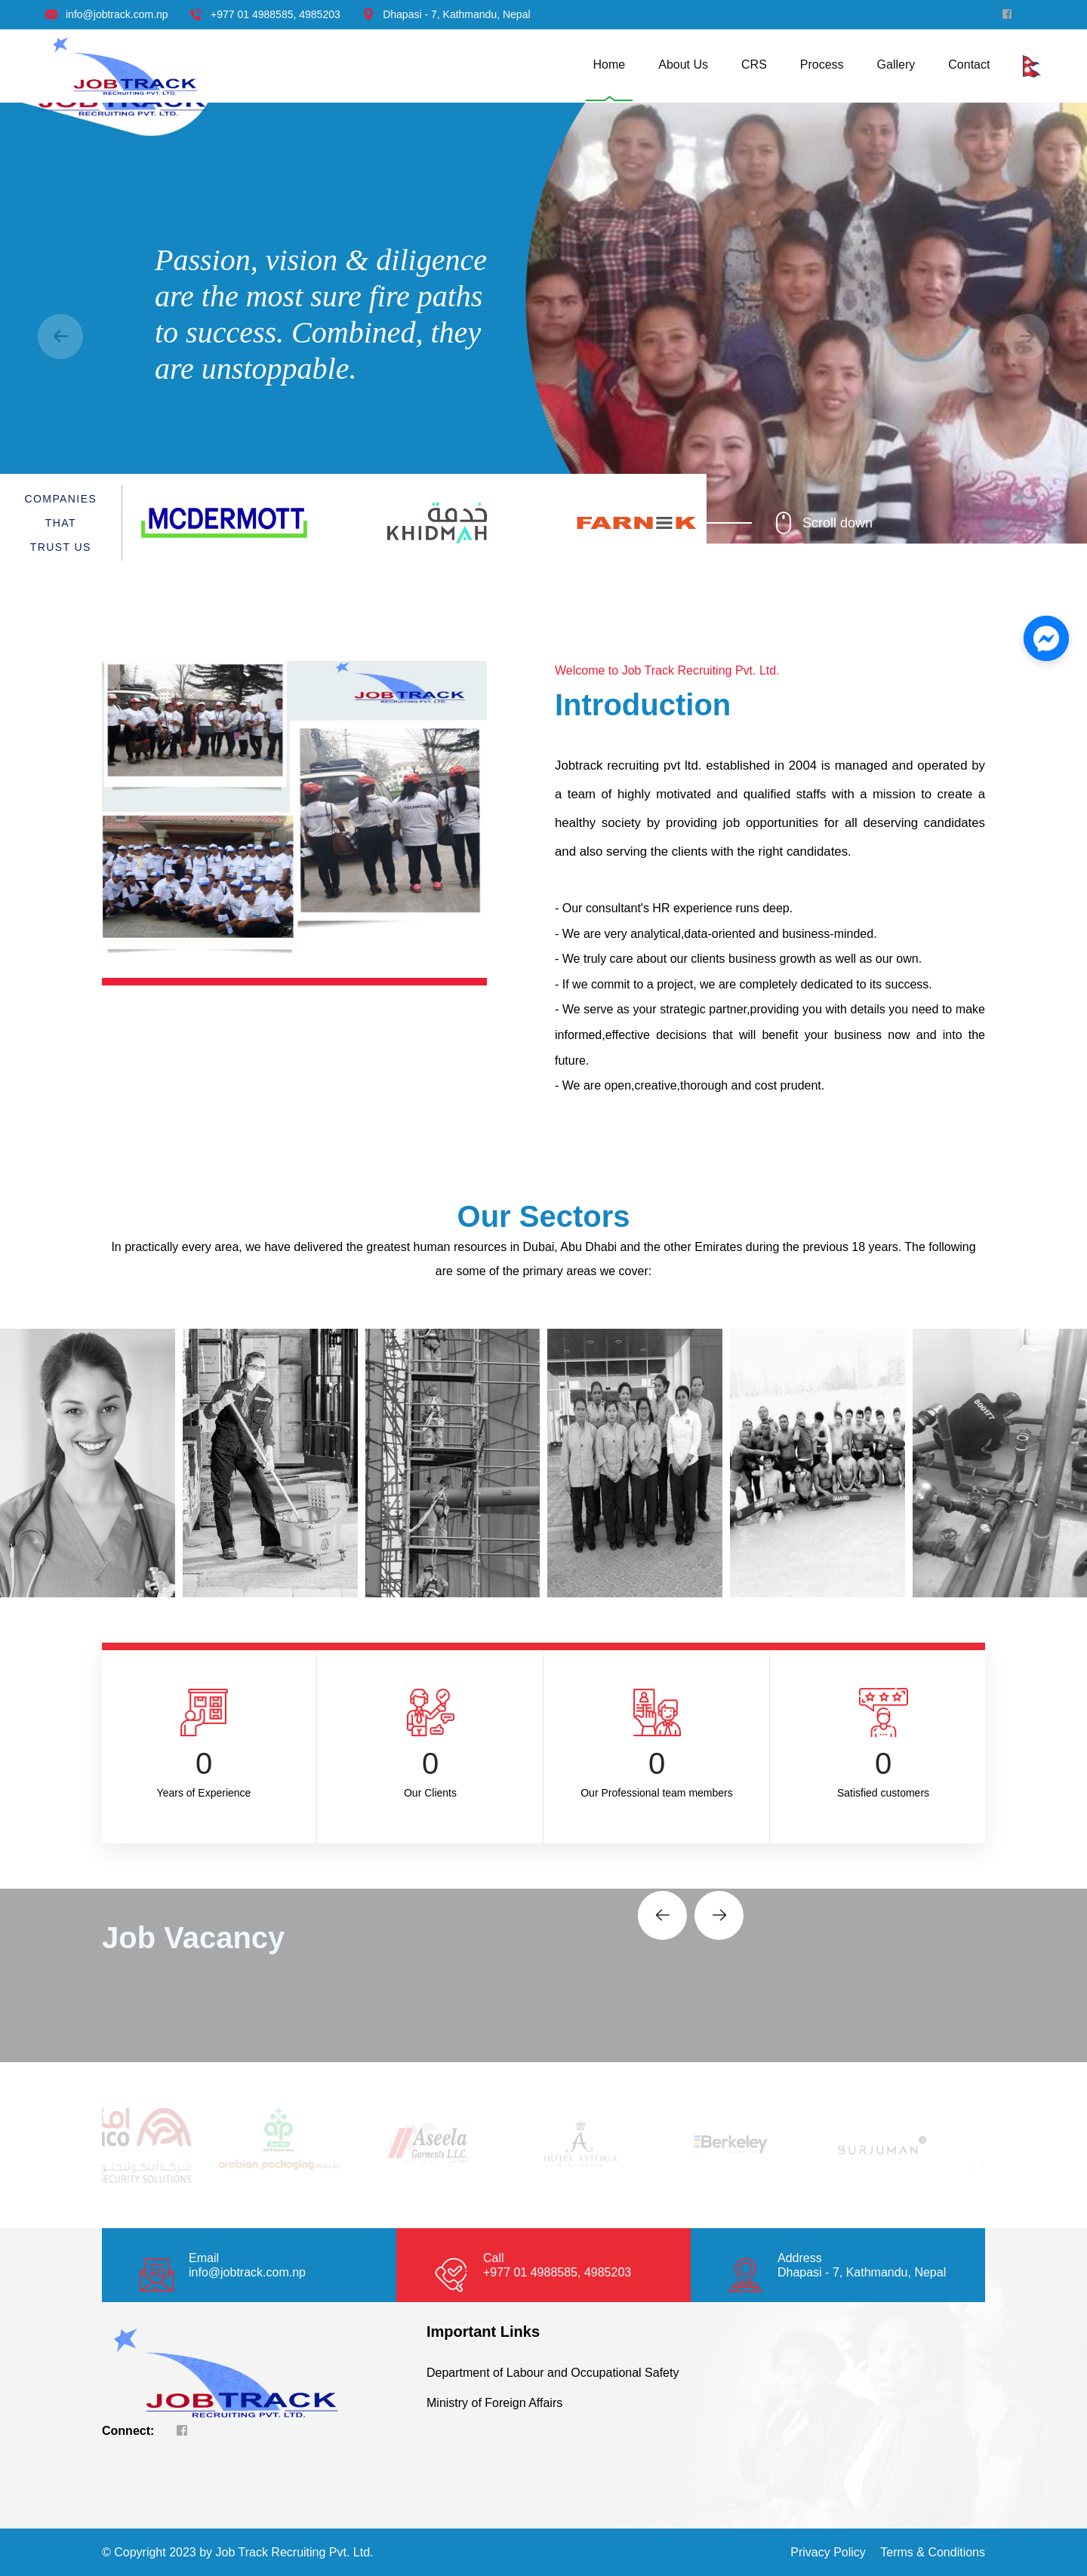 info@jobtrack.com.np +977 01 4988585, 4985203 Dhapasi - 7, Kathmandu, Nepal
JOBTRACK
RECRUITING PVT. LTD.
JOBTRACK
RECRUITING PVT. LTD.
Home About Us CRS Process Gallery Contact
Passion, vision & diligence
are the most sure fire paths
to success. Combined, they
are unstoppable.
COMPANIES
THAT
TRUST US
MCDERMOTT
خدمة
KHIDMAH
FARNEK
Scroll down
JOBTRACK
RECRUITING PVT. LTD.
Welcome to Job Track Recruiting Pvt. Ltd.
Introduction
Jobtrack recruiting pvt ltd. established in 2004 is managed and operated by
a team of highly motivated and qualified staffs with a mission to create a
healthy society by providing job opportunities for all deserving candidates
and also serving the clients with the right candidates.
- Our consultant's HR experience runs deep.
- We are very analytical,data-oriented and business-minded.
- We truly care about our clients business growth as well as our own.
- If we commit to a project, we are completely dedicated to its success.
- We serve as your strategic partner,providing you with details you need to make
informed,effective decisions that will benefit your business now and into the
future.
- We are open,creative,thorough and cost prudent.
Our Sectors
In practically every area, we have delivered the greatest human resources in Dubai, Abu Dhabi and the other Emirates during the previous 18 years. The following
are some of the primary areas we cover:
GUARD
800177
0
Years of Experience
0
Our Clients
0
Our Professional team members
0
Satisfied customers
Job Vacancy
ICO
SECURITY SOLUTIONS
arabian packaging
Aseela
Garments L.L.C.
HOTEL ASTORIA
Berkeley
BURJUMAN
Email
info@jobtrack.com.np
Call
+977 01 4988585, 4985203
Address
Dhapasi - 7, Kathmandu, Nepal
JOBTRACK
RECRUITING PVT. LTD.
Connect:
Important Links
Department of Labour and Occupational Safety
Ministry of Foreign Affairs
© Copyright 2023 by Job Track Recruiting Pvt. Ltd.
Privacy Policy Terms & Conditions